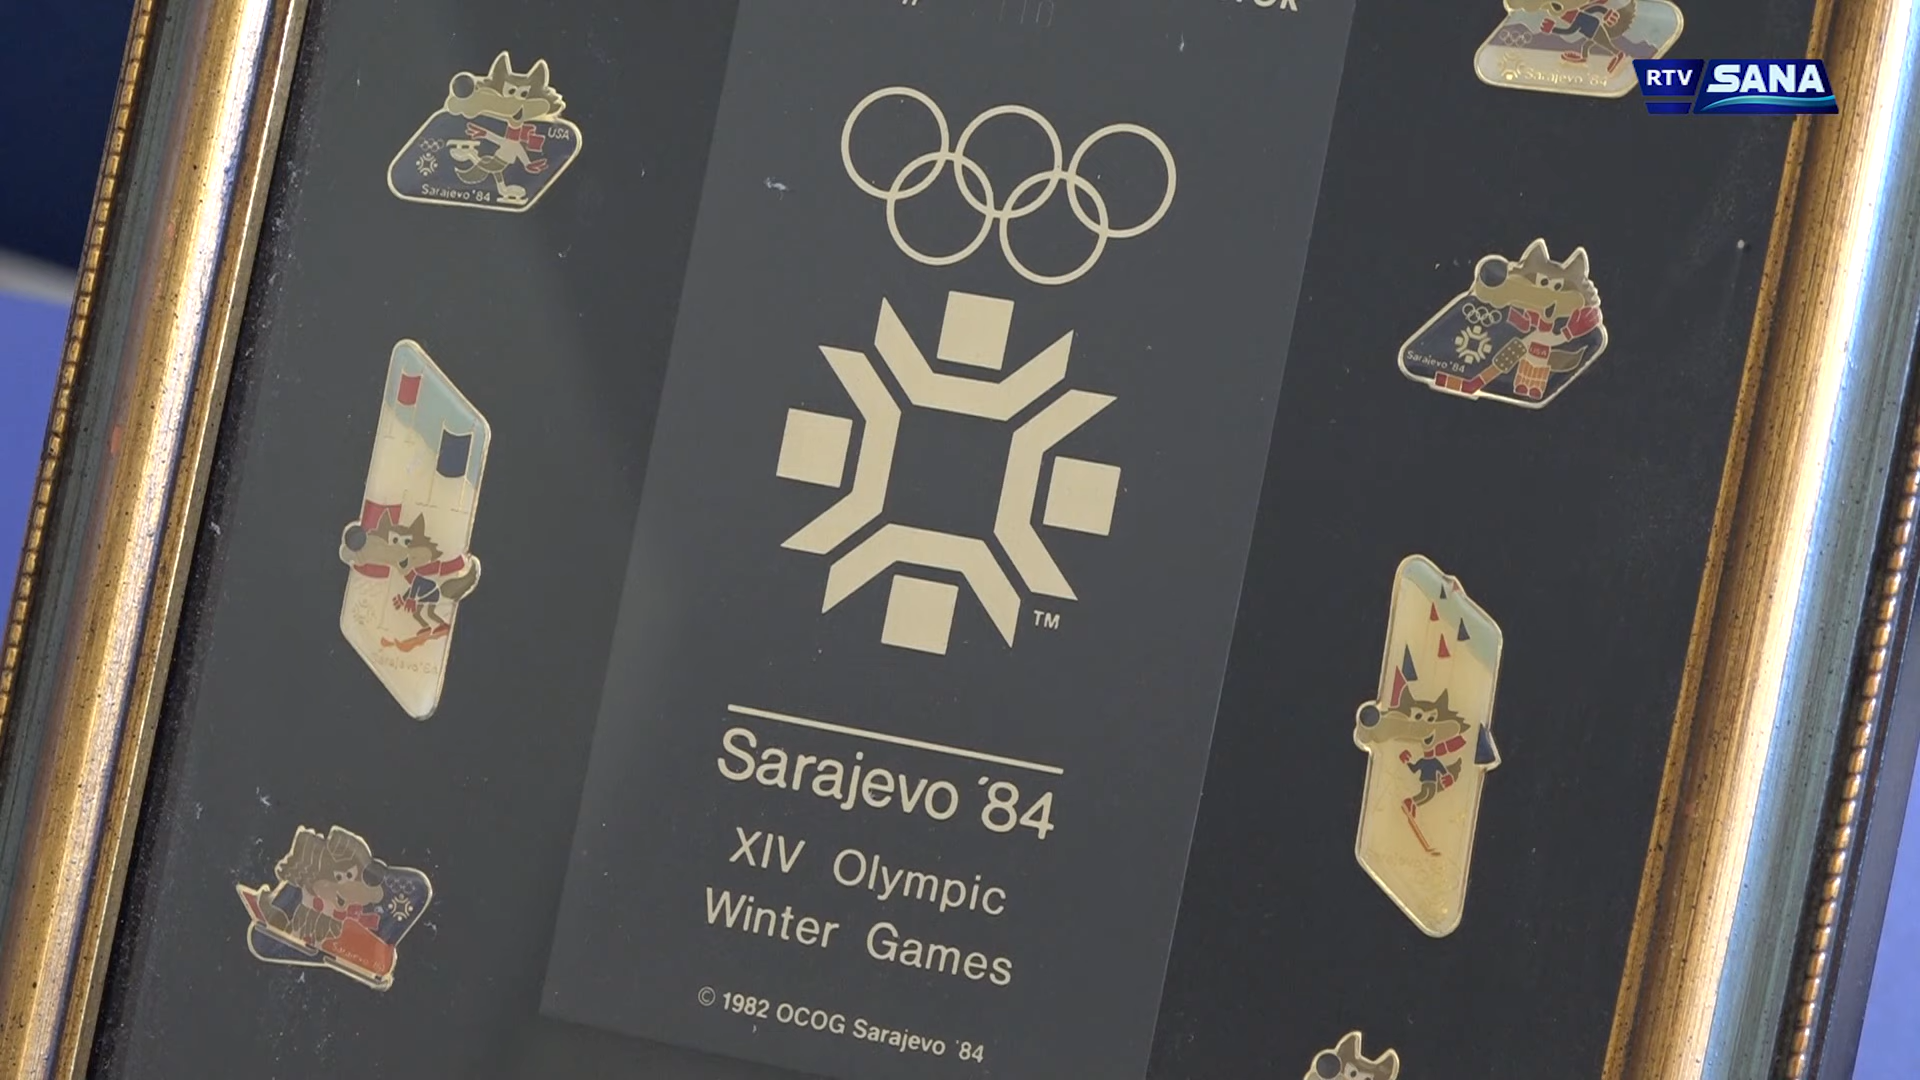 RTV SANA
Sarajevo '84
USA
Sarajevo '84
Sarajevo '84
USA
Sarajevo '84
TM
Sarajevo '84
XIV Olympic
Winter Games
© 1982 OCOG Sarajevo '84